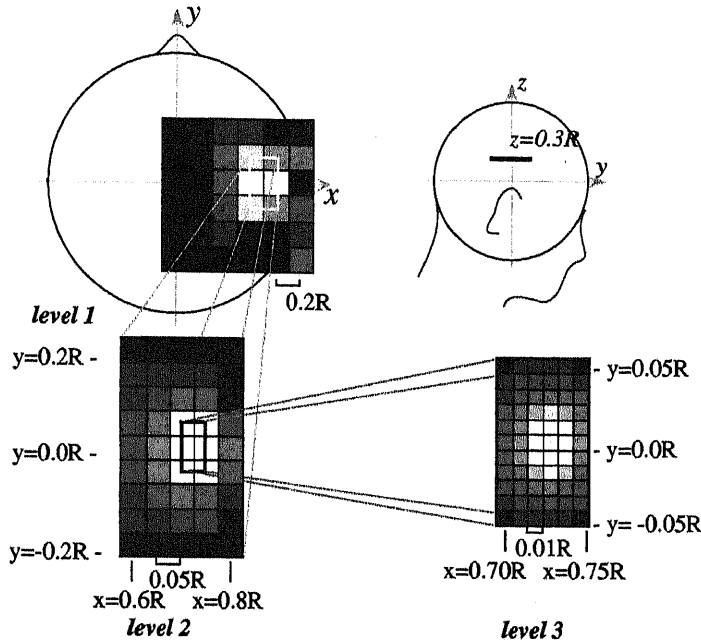 y
z
z=0.3R
y
x
0.2R
level 1
y=0.2R -
- y=0.05R
y=0.0R -
- y=0.0R
y=-0.2R -
- y= -0.05R
0.05R
0.01R
x=0.6R x=0.8R
x=0.70R x=0.75R
level 2
level 3